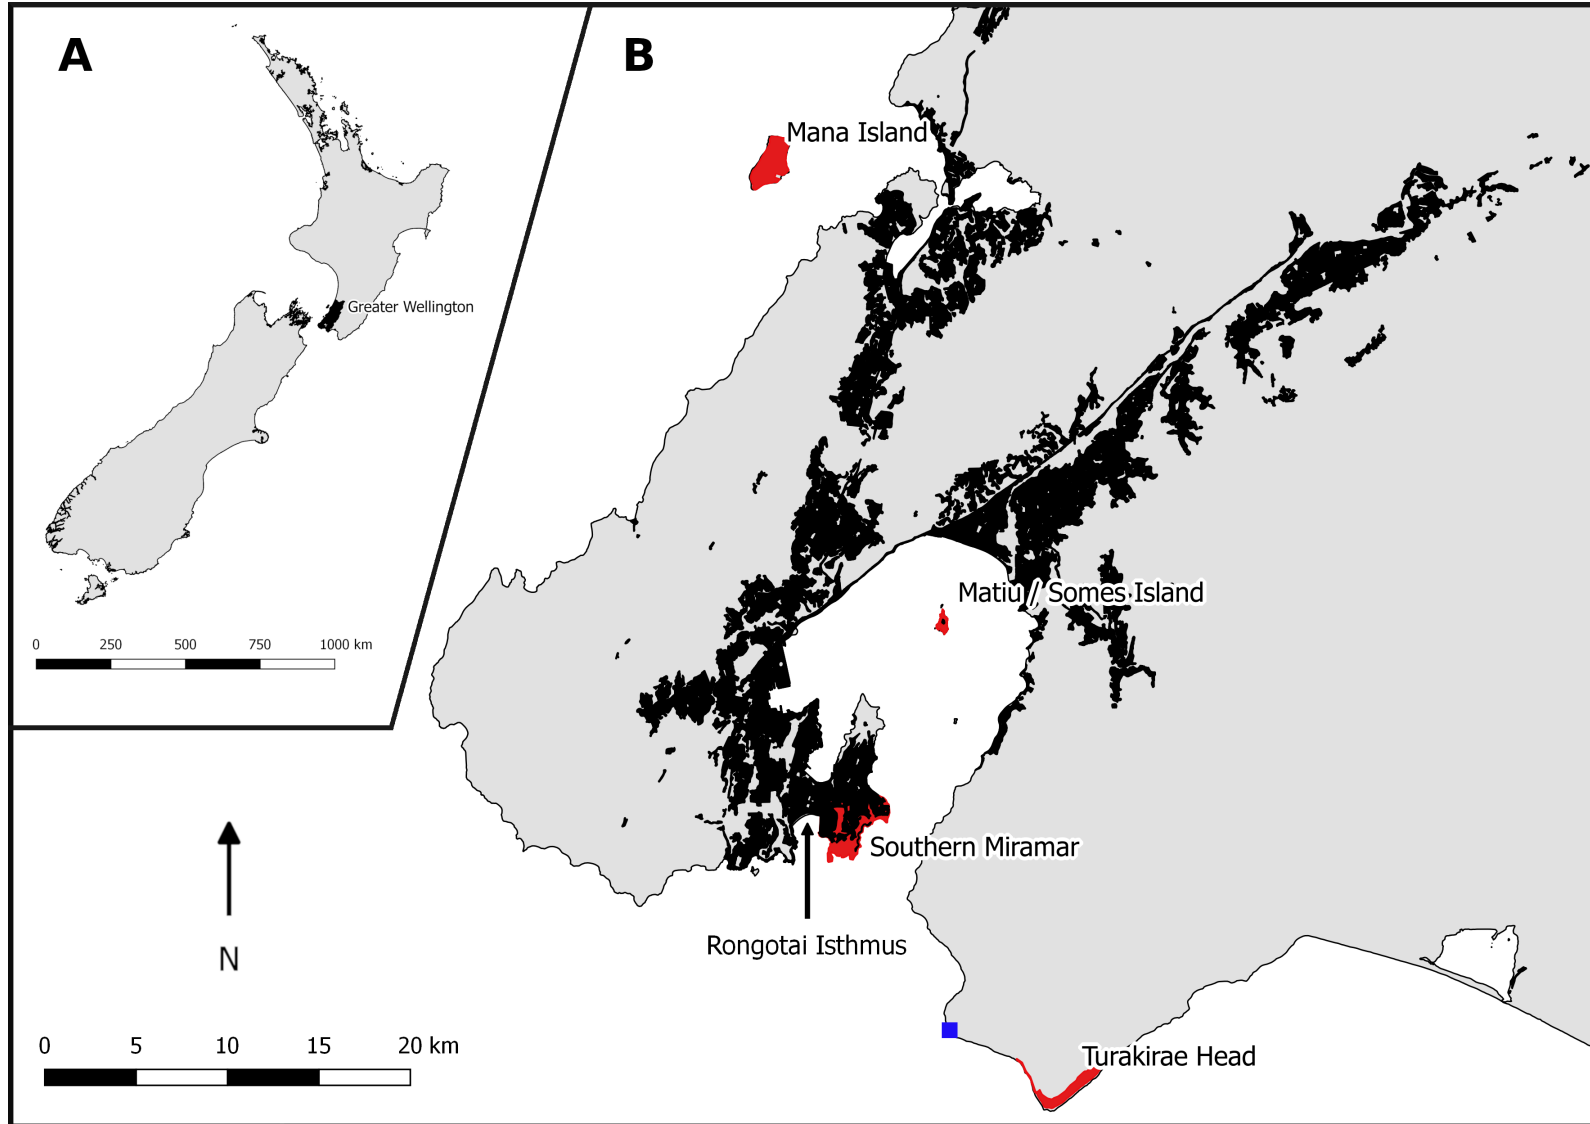 A
B
Mana Island
Greater Wellington
Matiu / Somes Island
0 250 500 750 1000 km
Southern Miramar
Rongotai Isthmus
N
0 5 10 15 20 km
Turakirae Head